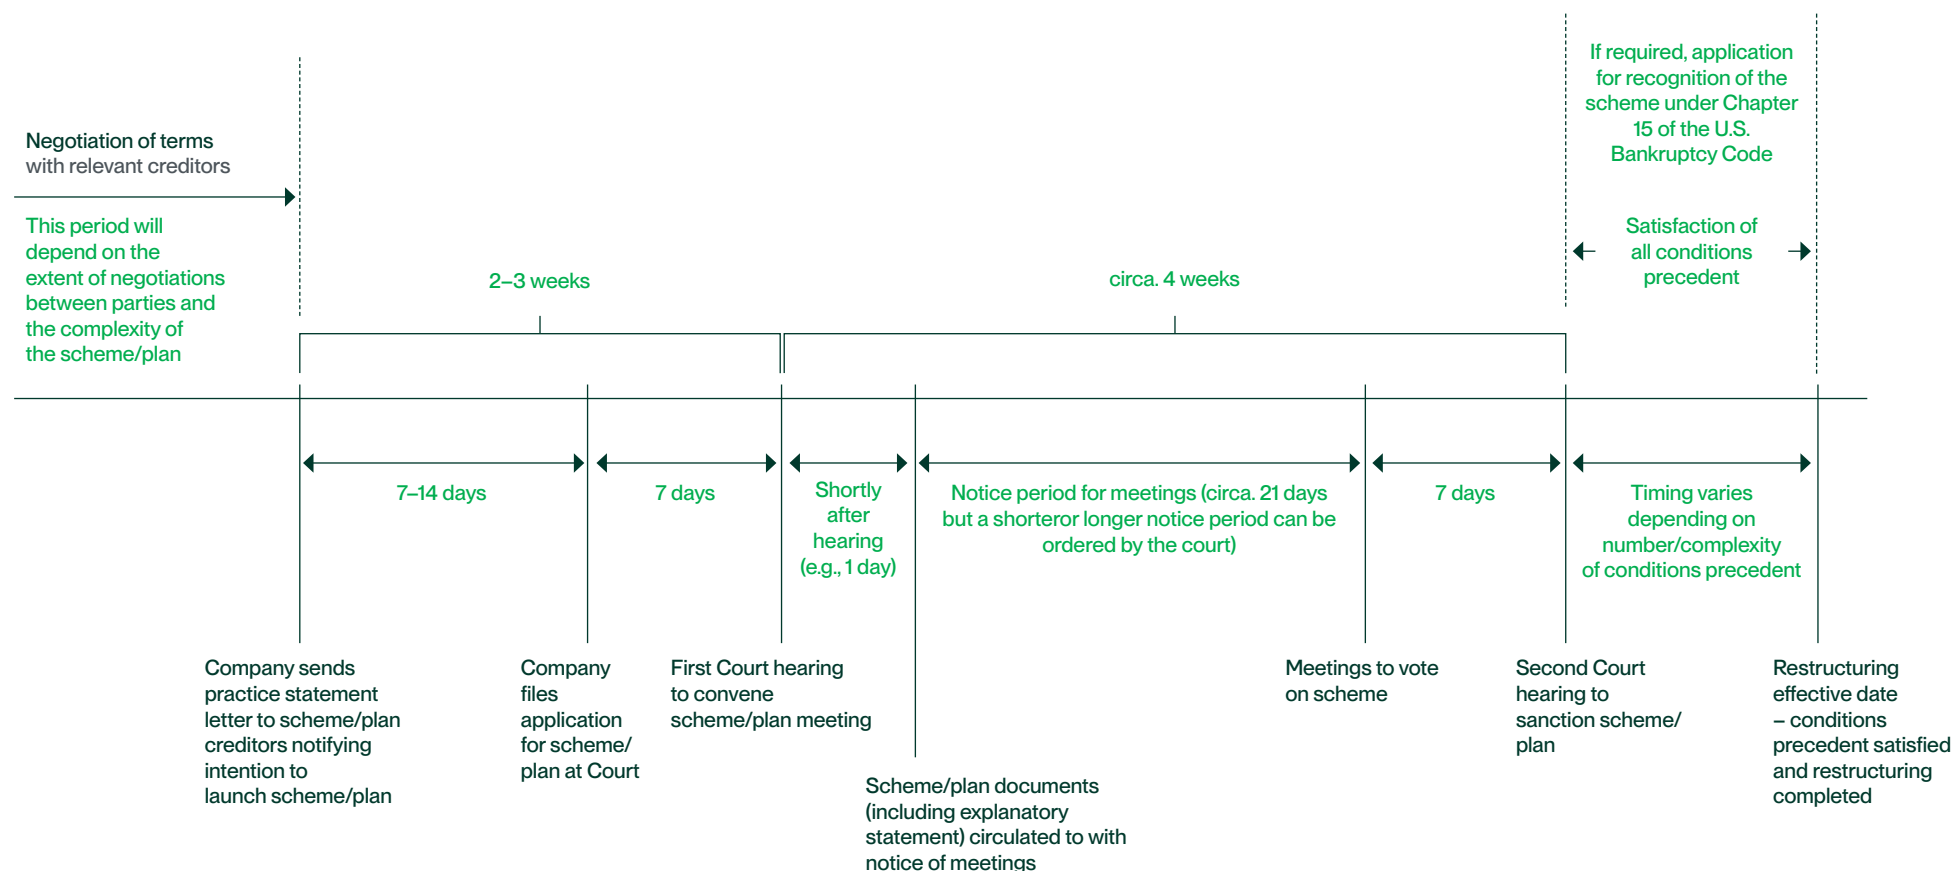 Negotiation of terms
with relevant creditors
This period will
depend on the
extent of negotiations
between parties and
the complexity of
the scheme/plan
2–3 weeks
circa. 4 weeks
If required, application
for recognition of the
scheme under Chapter
15 of the U.S.
Bankruptcy Code
Satisfaction of
all conditions
precedent
7–14 days
7 days
Shortly
after
hearing
(e.g., 1 day)
Notice period for meetings (circa. 21 days
but a shorteror longer notice period can be
ordered by the court)
7 days
Timing varies
depending on
number/complexity
of conditions precedent
Company sends
practice statement
letter to scheme/plan
creditors notifying
intention to
launch scheme/plan
Company
files
application
for scheme/
plan at Court
First Court hearing
to convene
scheme/plan meeting
Scheme/plan documents
(including explanatory
statement) circulated to with
notice of meetings
Meetings to vote
on scheme
Second Court
hearing to
sanction scheme/
plan
Restructuring
effective date
– conditions
precedent satisfied
and restructuring
completed